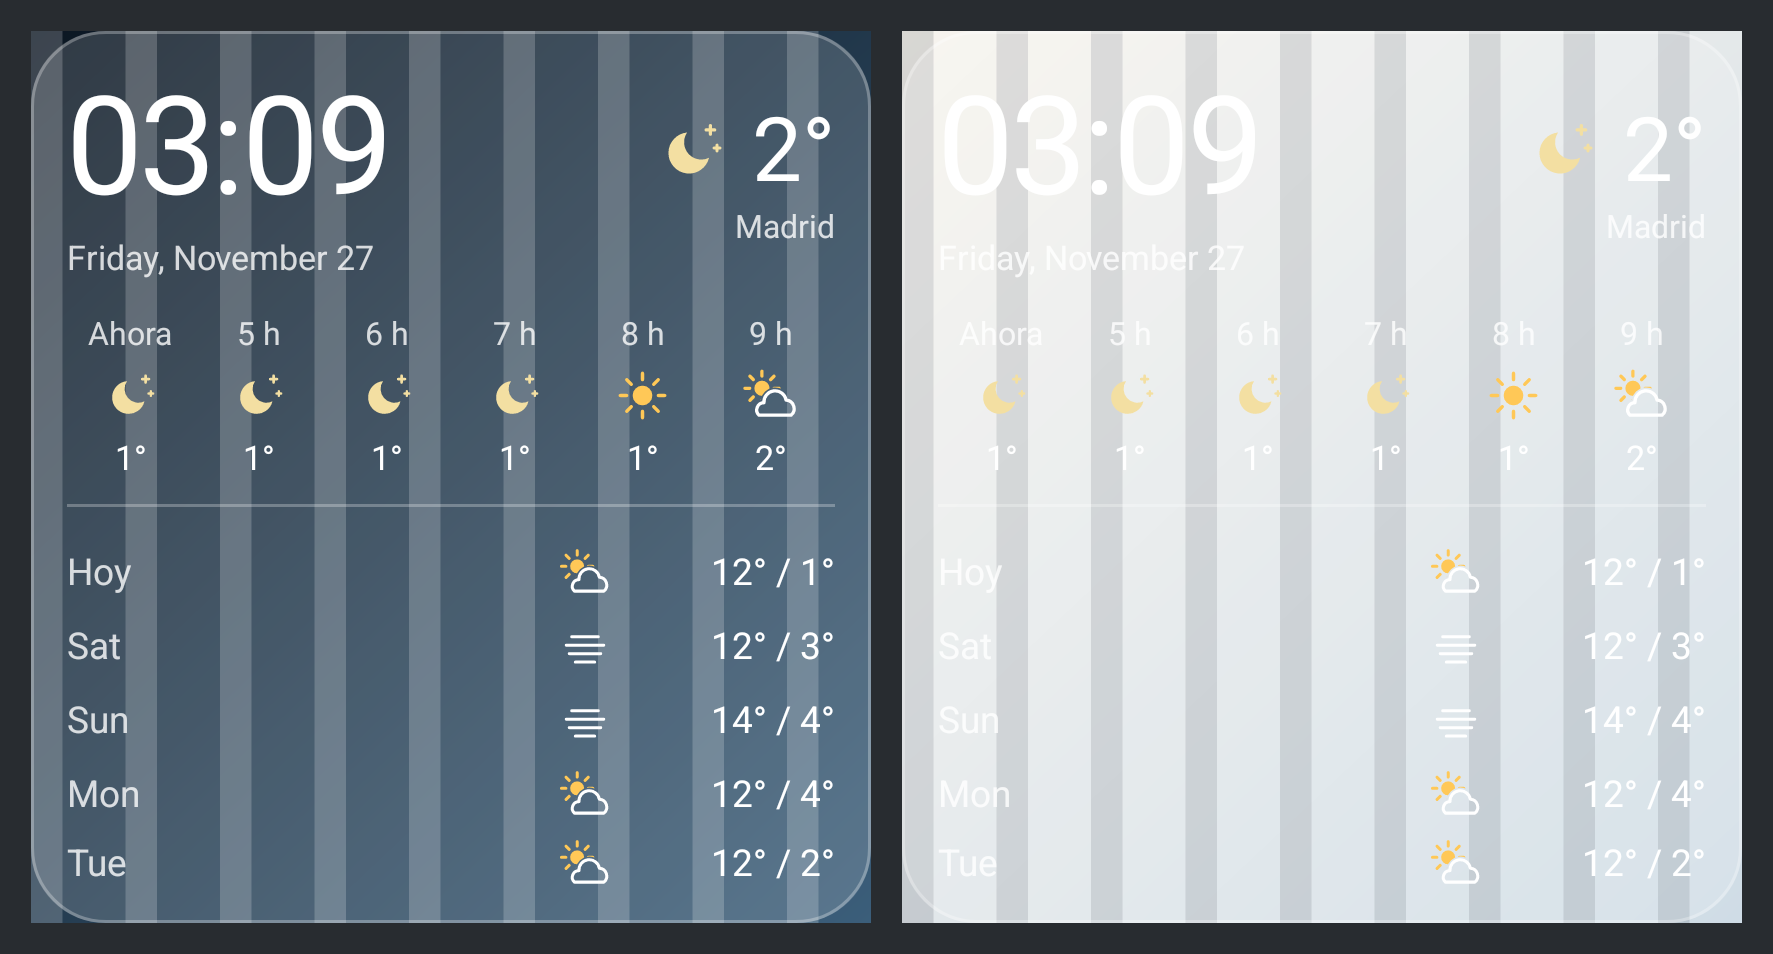 03:09
2°
Madrid
Friday, November 27
Ahora 5 h 6 h 7 h 8 h 9 h
1° 1° 1° 1° 1° 2°
Hoy 12° / 1°
Sat 12° / 3°
Sun 14° / 4°
Mon 12° / 4°
Tue 12° / 2°
03:09
2°
Madrid
Friday, November 27
Ahora 5 h 6 h 7 h 8 h 9 h
1° 1° 1° 1° 1° 2°
Hoy 12° / 1°
Sat 12° / 3°
Sun 14° / 4°
Mon 12° / 4°
Tue 12° / 2°